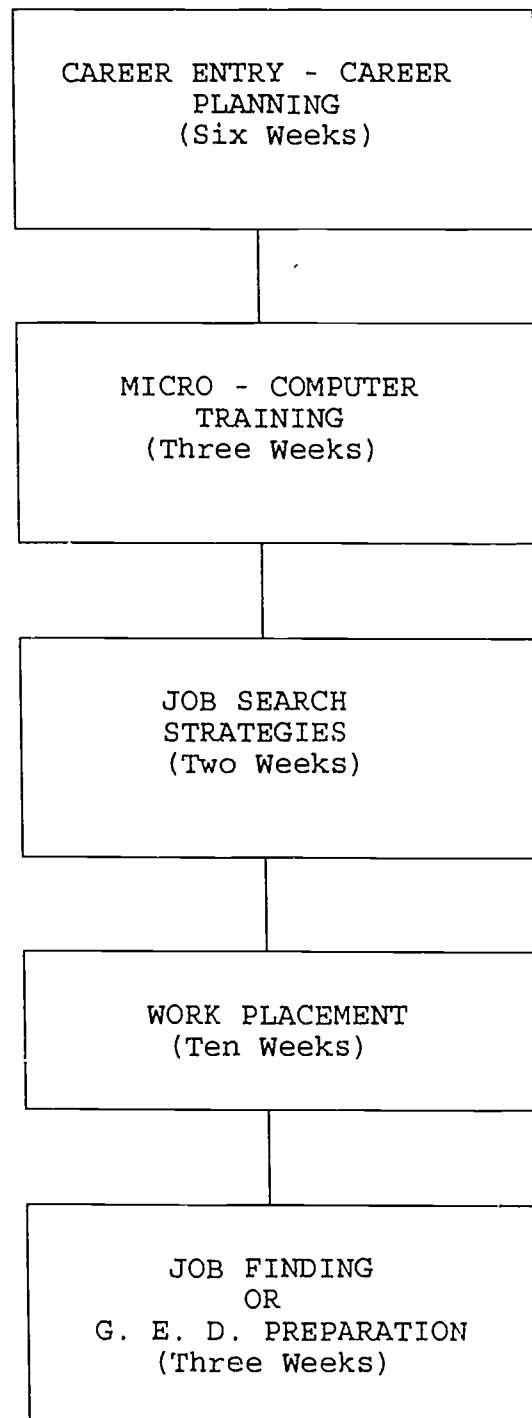 CAREER ENTRY - CAREER
PLANNING
(Six Weeks)
MICRO - COMPUTER
TRAINING
(Three Weeks)
JOB SEARCH
STRATEGIES
(Two Weeks)
WORK PLACEMENT
(Ten Weeks)
JOB FINDING
OR
G. E. D. PREPARATION
(Three Weeks)